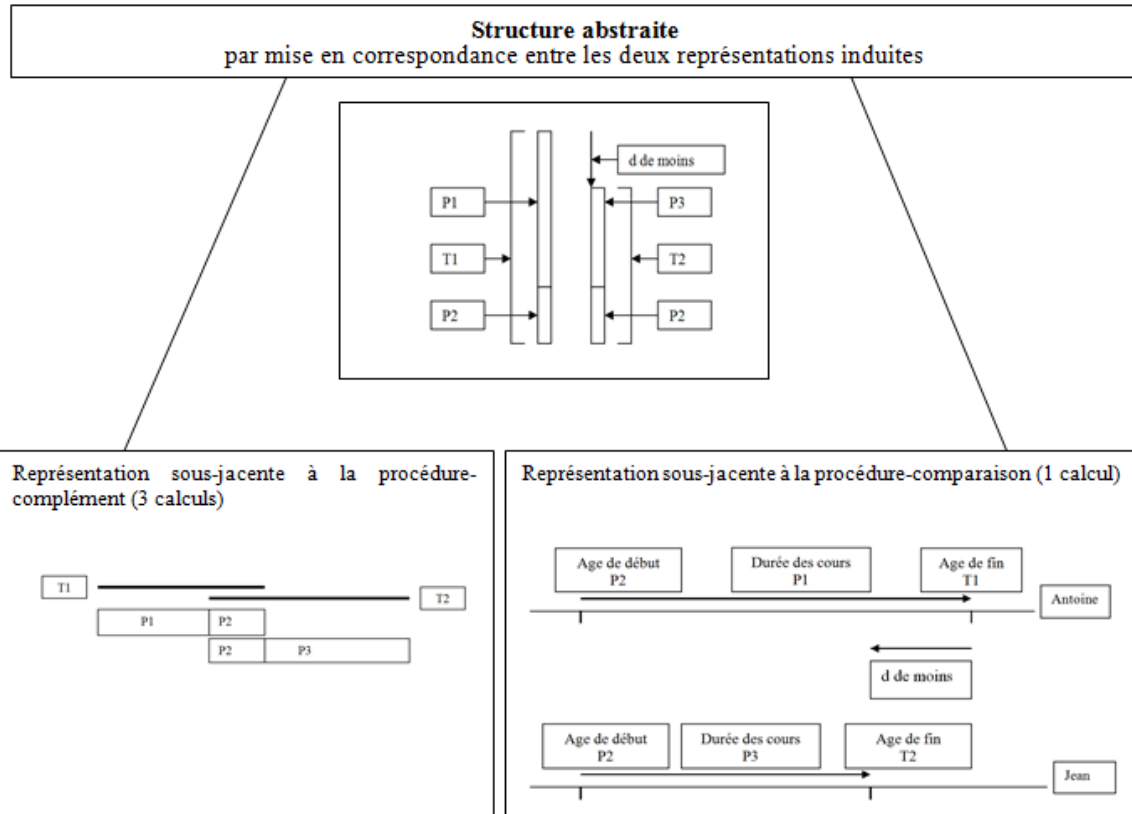 Structure abstraite
par mise en correspondance entre les deux représentations induites
d de moins
P1
P3
T1
T2
P2
P2
Représentation sous-jacente à la procédure-
complément (3 calculs)
T1
T2
P1
P2
P2
P3
Représentation sous-jacente à la procédure-comparaison (1 calcul)
Age de début
P2
Durée des cours
P1
Age de fin
T1
Antoine
d de moins
Age de début
P2
Durée des cours
P3
Age de fin
T2
Jean